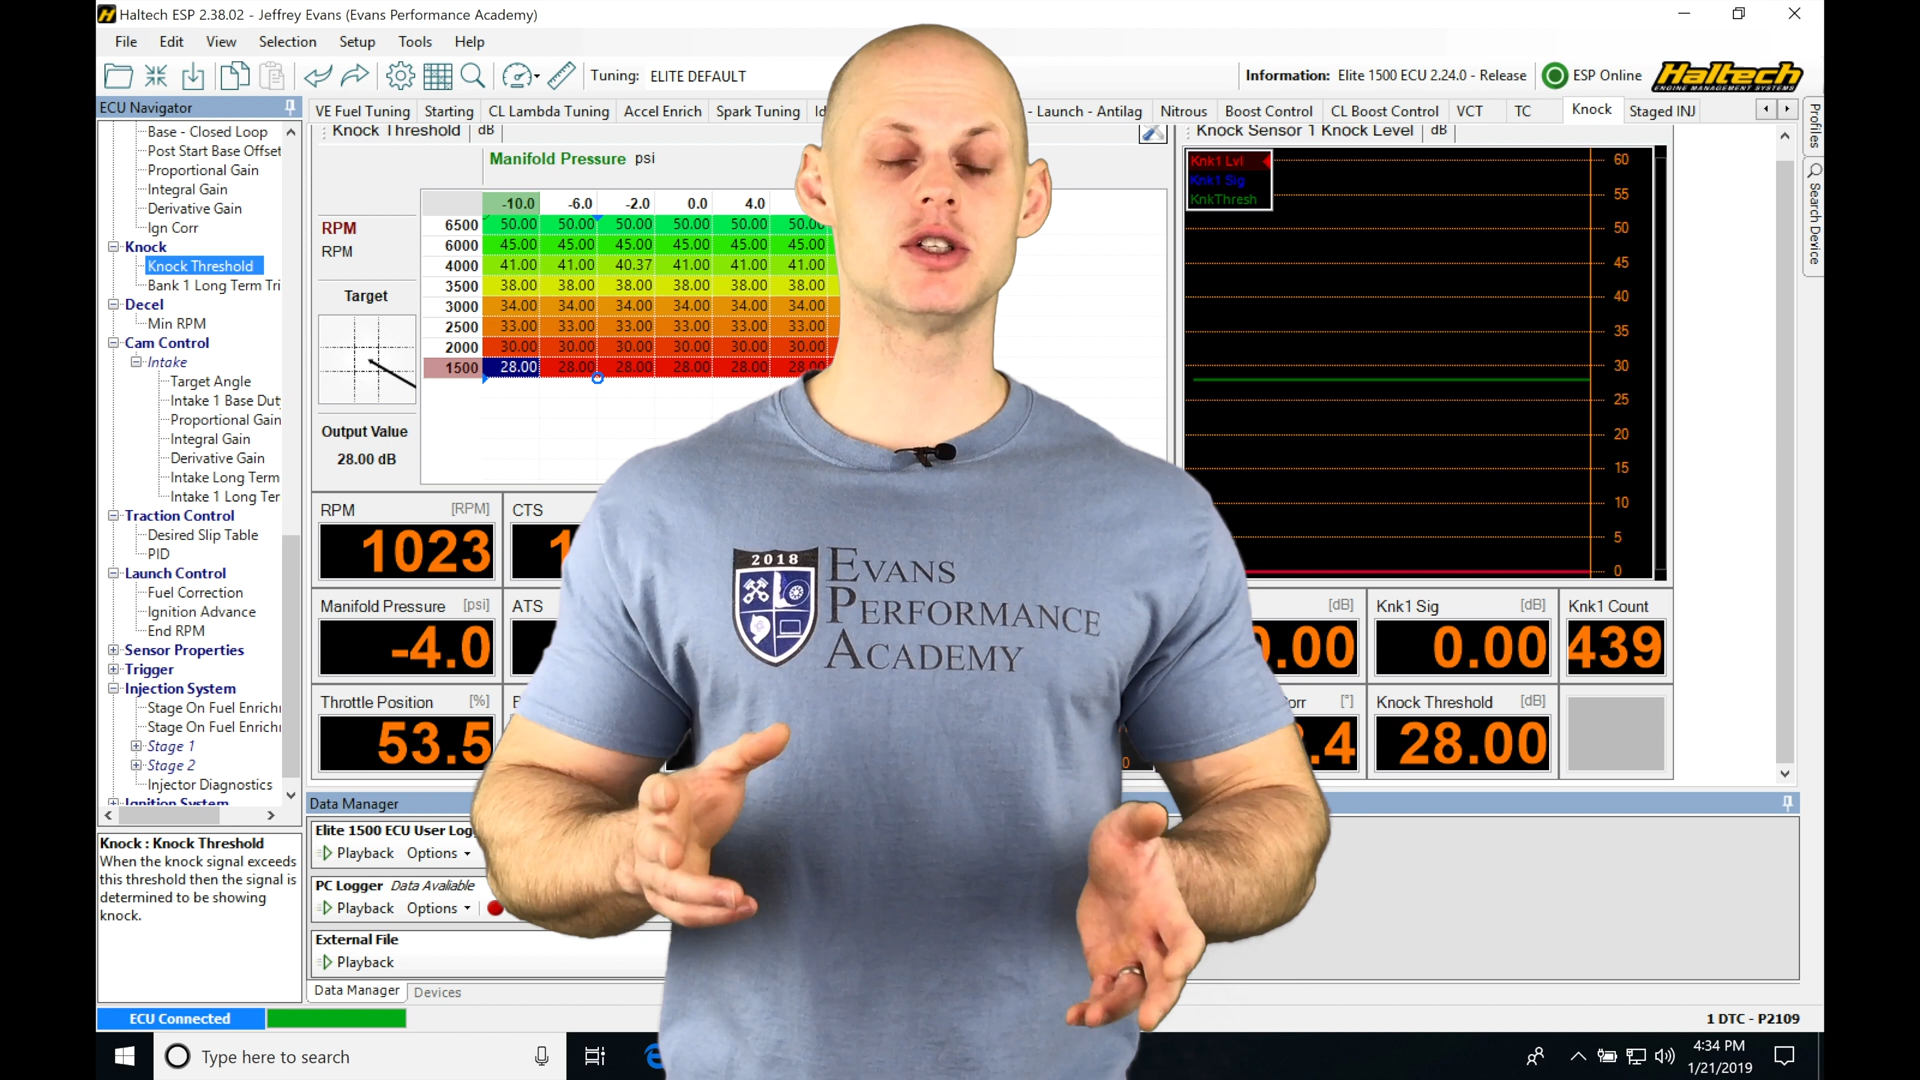 Haltech ESP 2.38.02 - Jeffrey Evans (Evans Performance Academy)
File Edit View Selection Setup Tools Help
Tuning: ELITE DEFAULT
Information: Elite 1500 ECU 2.24.0 - Release
ESP Online
Haltech
ENGINE MANAGEMENT SYSTEMS
ECU Navigator
VE Fuel Tuning Starting CL Lambda Tuning Accel Enrich Spark Tuning - Launch - Antilag Nitrous Boost Control CL Boost Control VCT TC Knock Staged INJ
Profiles
Search Device
Base - Closed Loop
Post Start Base Offset
Proportional Gain
Integral Gain
Derivative Gain
Ign Corr
Knock
Knock Threshold
Bank 1 Long Term Tri
Decel
Min RPM
Cam Control
Intake
Target Angle
Intake 1 Base Dut
Proportional Gain
Integral Gain
Derivative Gain
Intake Long Term
Intake 1 Long Ter
Traction Control
Desired Slip Table
PID
Launch Control
Fuel Correction
Ignition Advance
End RPM
Sensor Properties
Trigger
Injection System
Stage On Fuel Enrich
Stage On Fuel Enrich
Stage 1
Stage 2
Injector Diagnostics
Ignition System
Knock : Knock Threshold
When the knock signal exceeds
this threshold then the signal is
determined to be showing
knock.
Knock Threshold dB
Manifold Pressure psi
-10.0 -6.0 -2.0 0.0 4.0
6500 50.00 50.00 50.00 50.00 50.00 50.00
6000 45.00 45.00 45.00 45.00 45.00 45.00
4000 41.00 41.00 40.37 41.00 41.00 41.00
3500 38.00 38.00 38.00 38.00 38.00 38.00
3000 34.00 34.00 34.00 34.00 34.00 34.00
2500 33.00 33.00 33.00 33.00 33.00 33.00
2000 30.00 30.00 30.00 30.00 30.00 30.00
1500 28.00 28.00 28.00 28.00 28.00 28.00
RPM
RPM
Target
Output Value
28.00 dB
Knock Sensor 1 Knock Level dB
Knk1 Lvl
Knk1 Sig
KnkThresh
60
55
50
45
40
35
30
25
20
15
10
5
0
RPM [RPM]
1023
CTS
Manifold Pressure [psi]
-4.0
ATS
Throttle Position [%]
53.5
[dB]
0.00
Knk1 Sig [dB]
0.00
Knk1 Count
439
orr [°]
.4
Knock Threshold [dB]
28.00
2018
EVANS
PERFORMANCE
ACADEMY
Data Manager
Elite 1500 ECU User Log
Playback Options
PC Logger Data Avaliable
Playback Options
External File
Playback
Data Manager Devices
ECU Connected
1 DTC - P2109
Type here to search
4:34 PM
1/21/2019